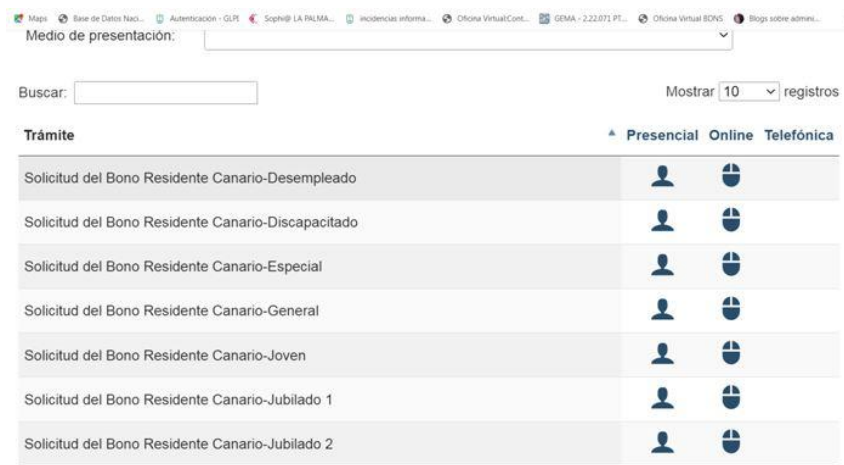 Maps Base de Datos Naci... Autenticación - GLPI Sophi@ LA PALMA... incidencias informa... Oficina Virtual:Cont... GEMA - 2.22.071 PT... Oficina Virtual BDNS Blogs sobre admini...
Medio de presentación:
Buscar: Mostrar 10 registros
Trámite Presencial Online Telefónica
Solicitud del Bono Residente Canario-Desempleado
Solicitud del Bono Residente Canario-Discapacitado
Solicitud del Bono Residente Canario-Especial
Solicitud del Bono Residente Canario-General
Solicitud del Bono Residente Canario-Joven
Solicitud del Bono Residente Canario-Jubilado 1
Solicitud del Bono Residente Canario-Jubilado 2